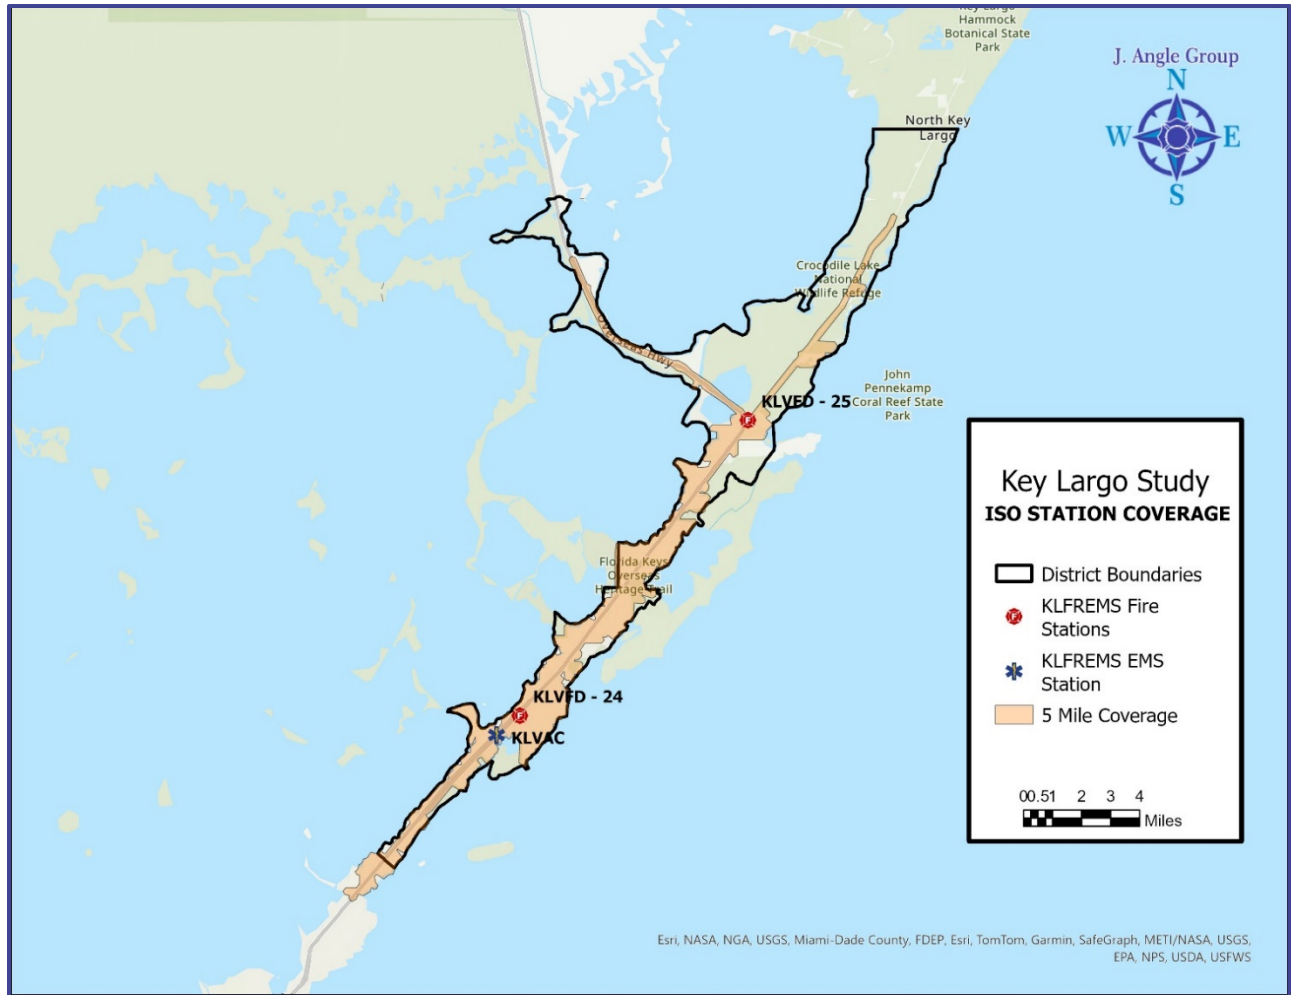 Key Largo
Hammock
Botanical State
Park
J. Angle Group
N
W
E
S
North Key
Largo
Crocodile Lake
National
Wildlife Refuge
Overseas Hwy
John
Pennekamp
Coral Reef State
Park
KLVFD - 25
Florida Keys
Overseas
Heritage Trail
KLVFD - 24
KLVAC
Key Largo Study
ISO STATION COVERAGE
District Boundaries
F
KLFREMS Fire
Stations
KLFREMS EMS
Station
5 Mile Coverage
00.51 2 3 4
Miles
Esri, NASA, NGA, USGS, Miami-Dade County, FDEP, Esri, TomTom, Garmin, SafeGraph, METI/NASA, USGS,
EPA, NPS, USDA, USFWS